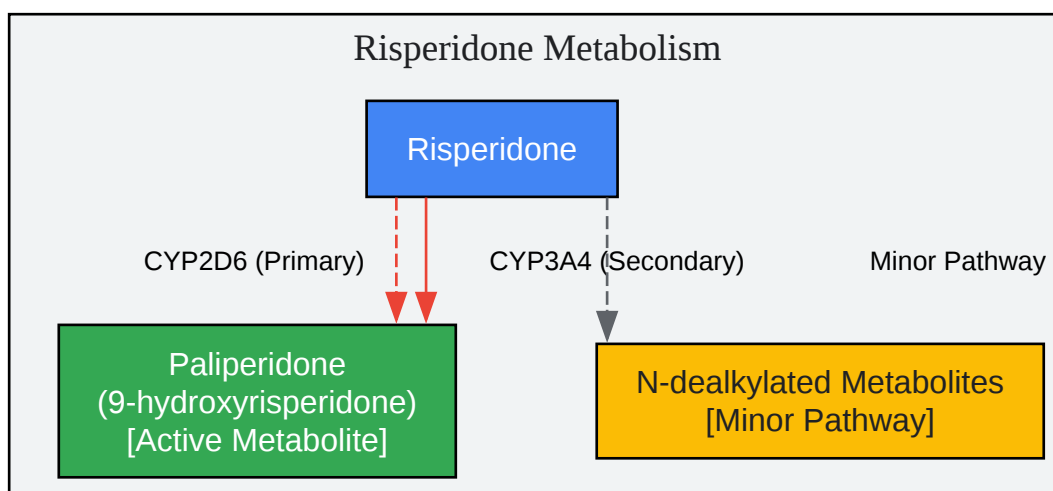 Risperidone Metabolism
Risperidone
CYP2D6 (Primary)
CYP3A4 (Secondary)
Minor Pathway
Paliperidone
(9-hydroxyrisperidone)
[Active Metabolite]
N-dealkylated Metabolites
[Minor Pathway]